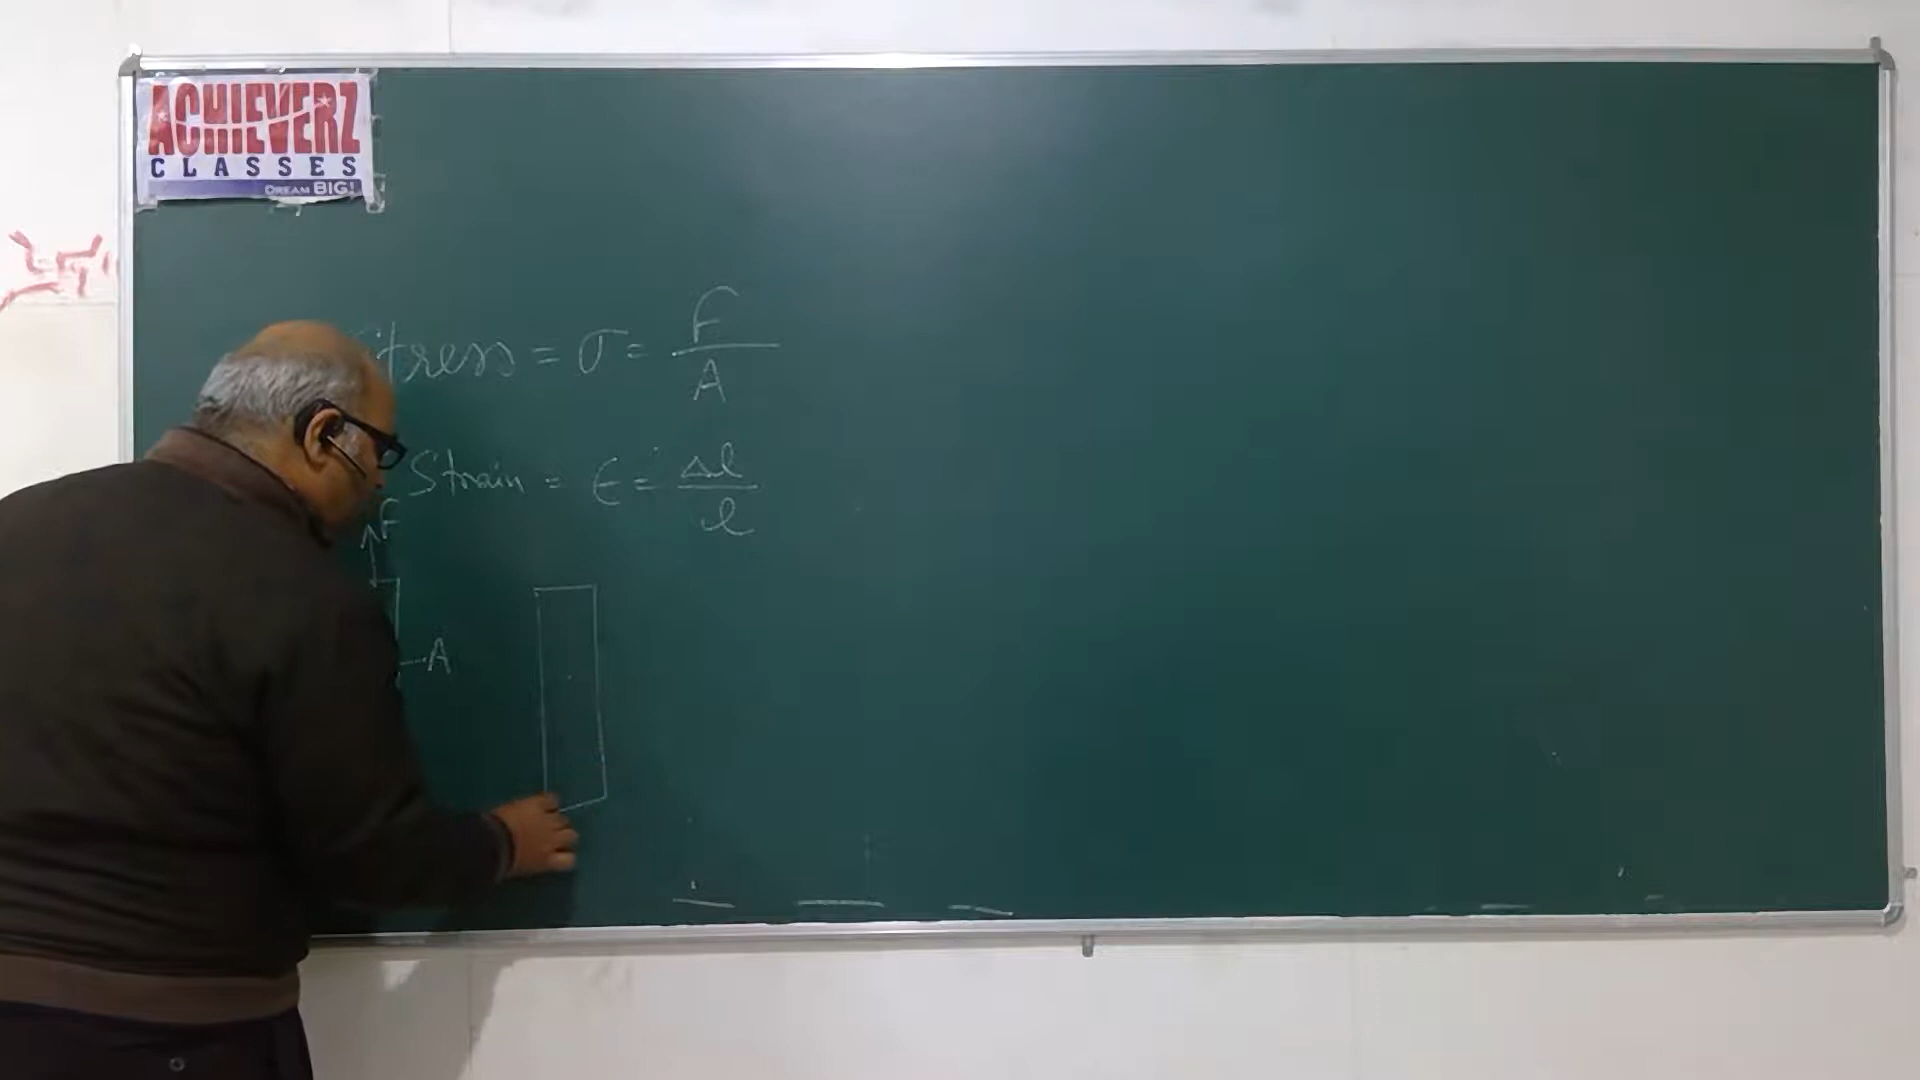 ACHIEVERZ
CLASSES
DREAM BIG!
Stress = σ = F/A
Strain = ϵ = Δl/l
F
A